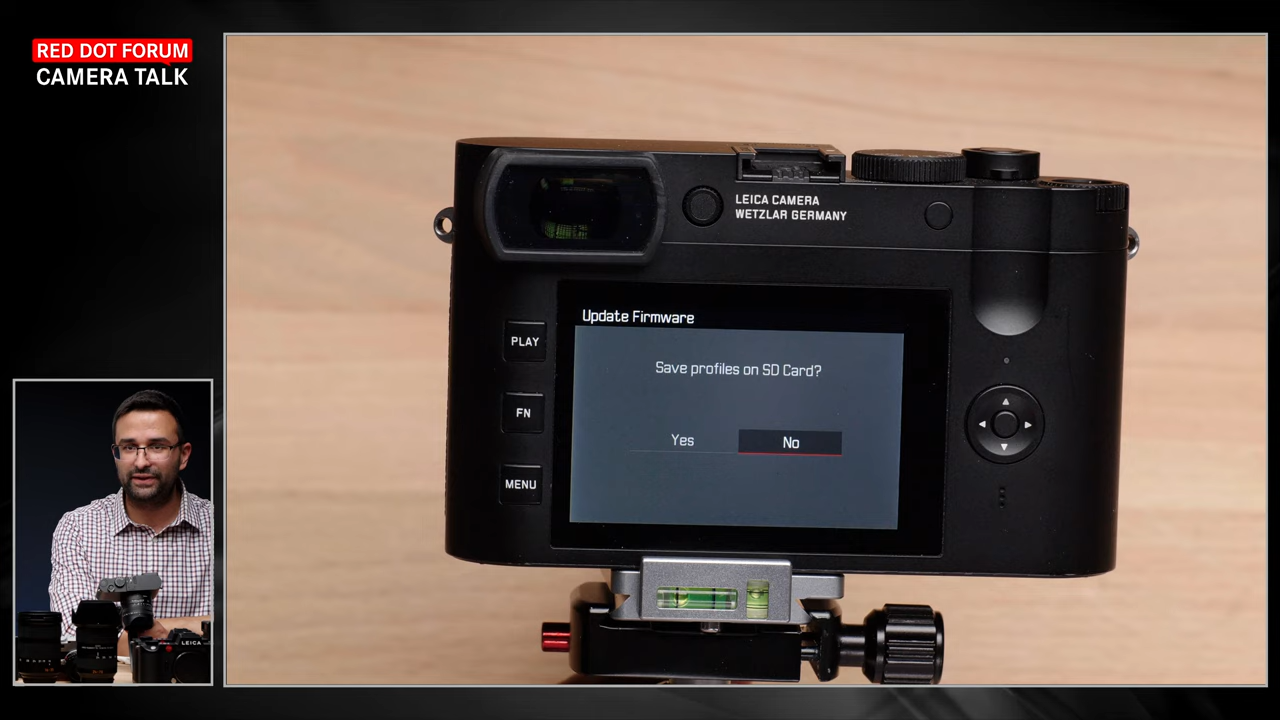 RED DOT FORUM
CAMERA TALK
LEICA CAMERA
WETZLAR GERMANY
Update Firmware
Save profiles on SD Card?
Yes
No
PLAY
FN
MENU
LEICA